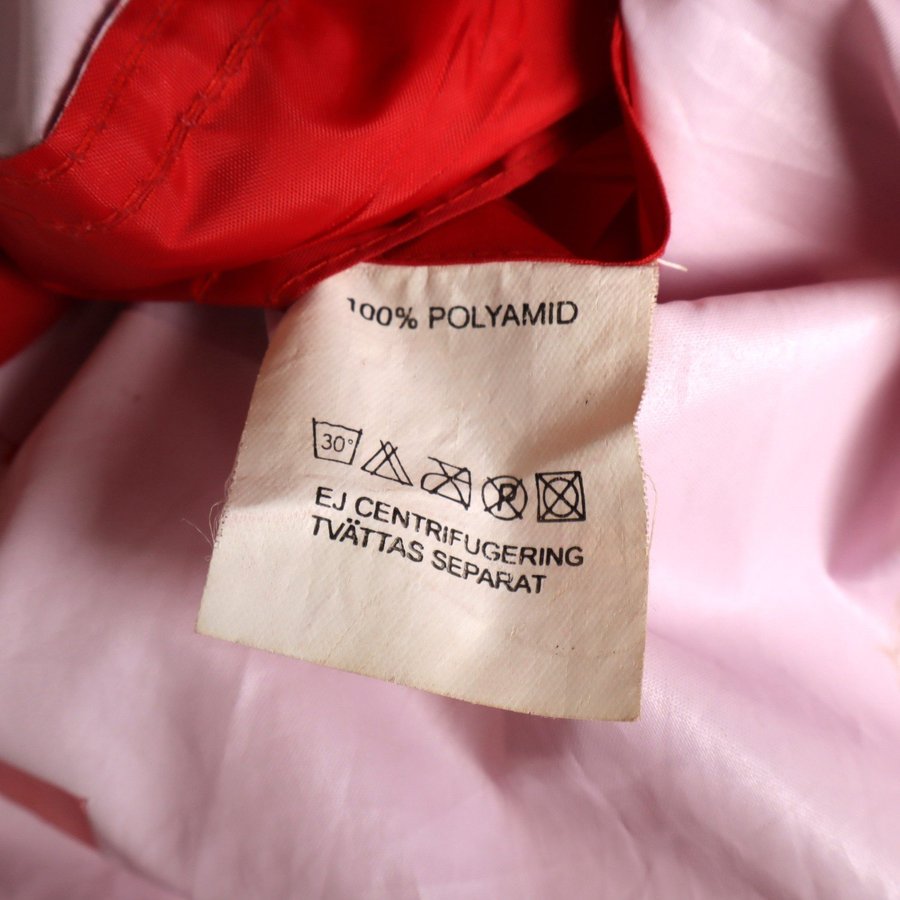 100% POLYAMID
30°
P
EJ CENTRIFUGERING
TVÄTTAS SEPARAT